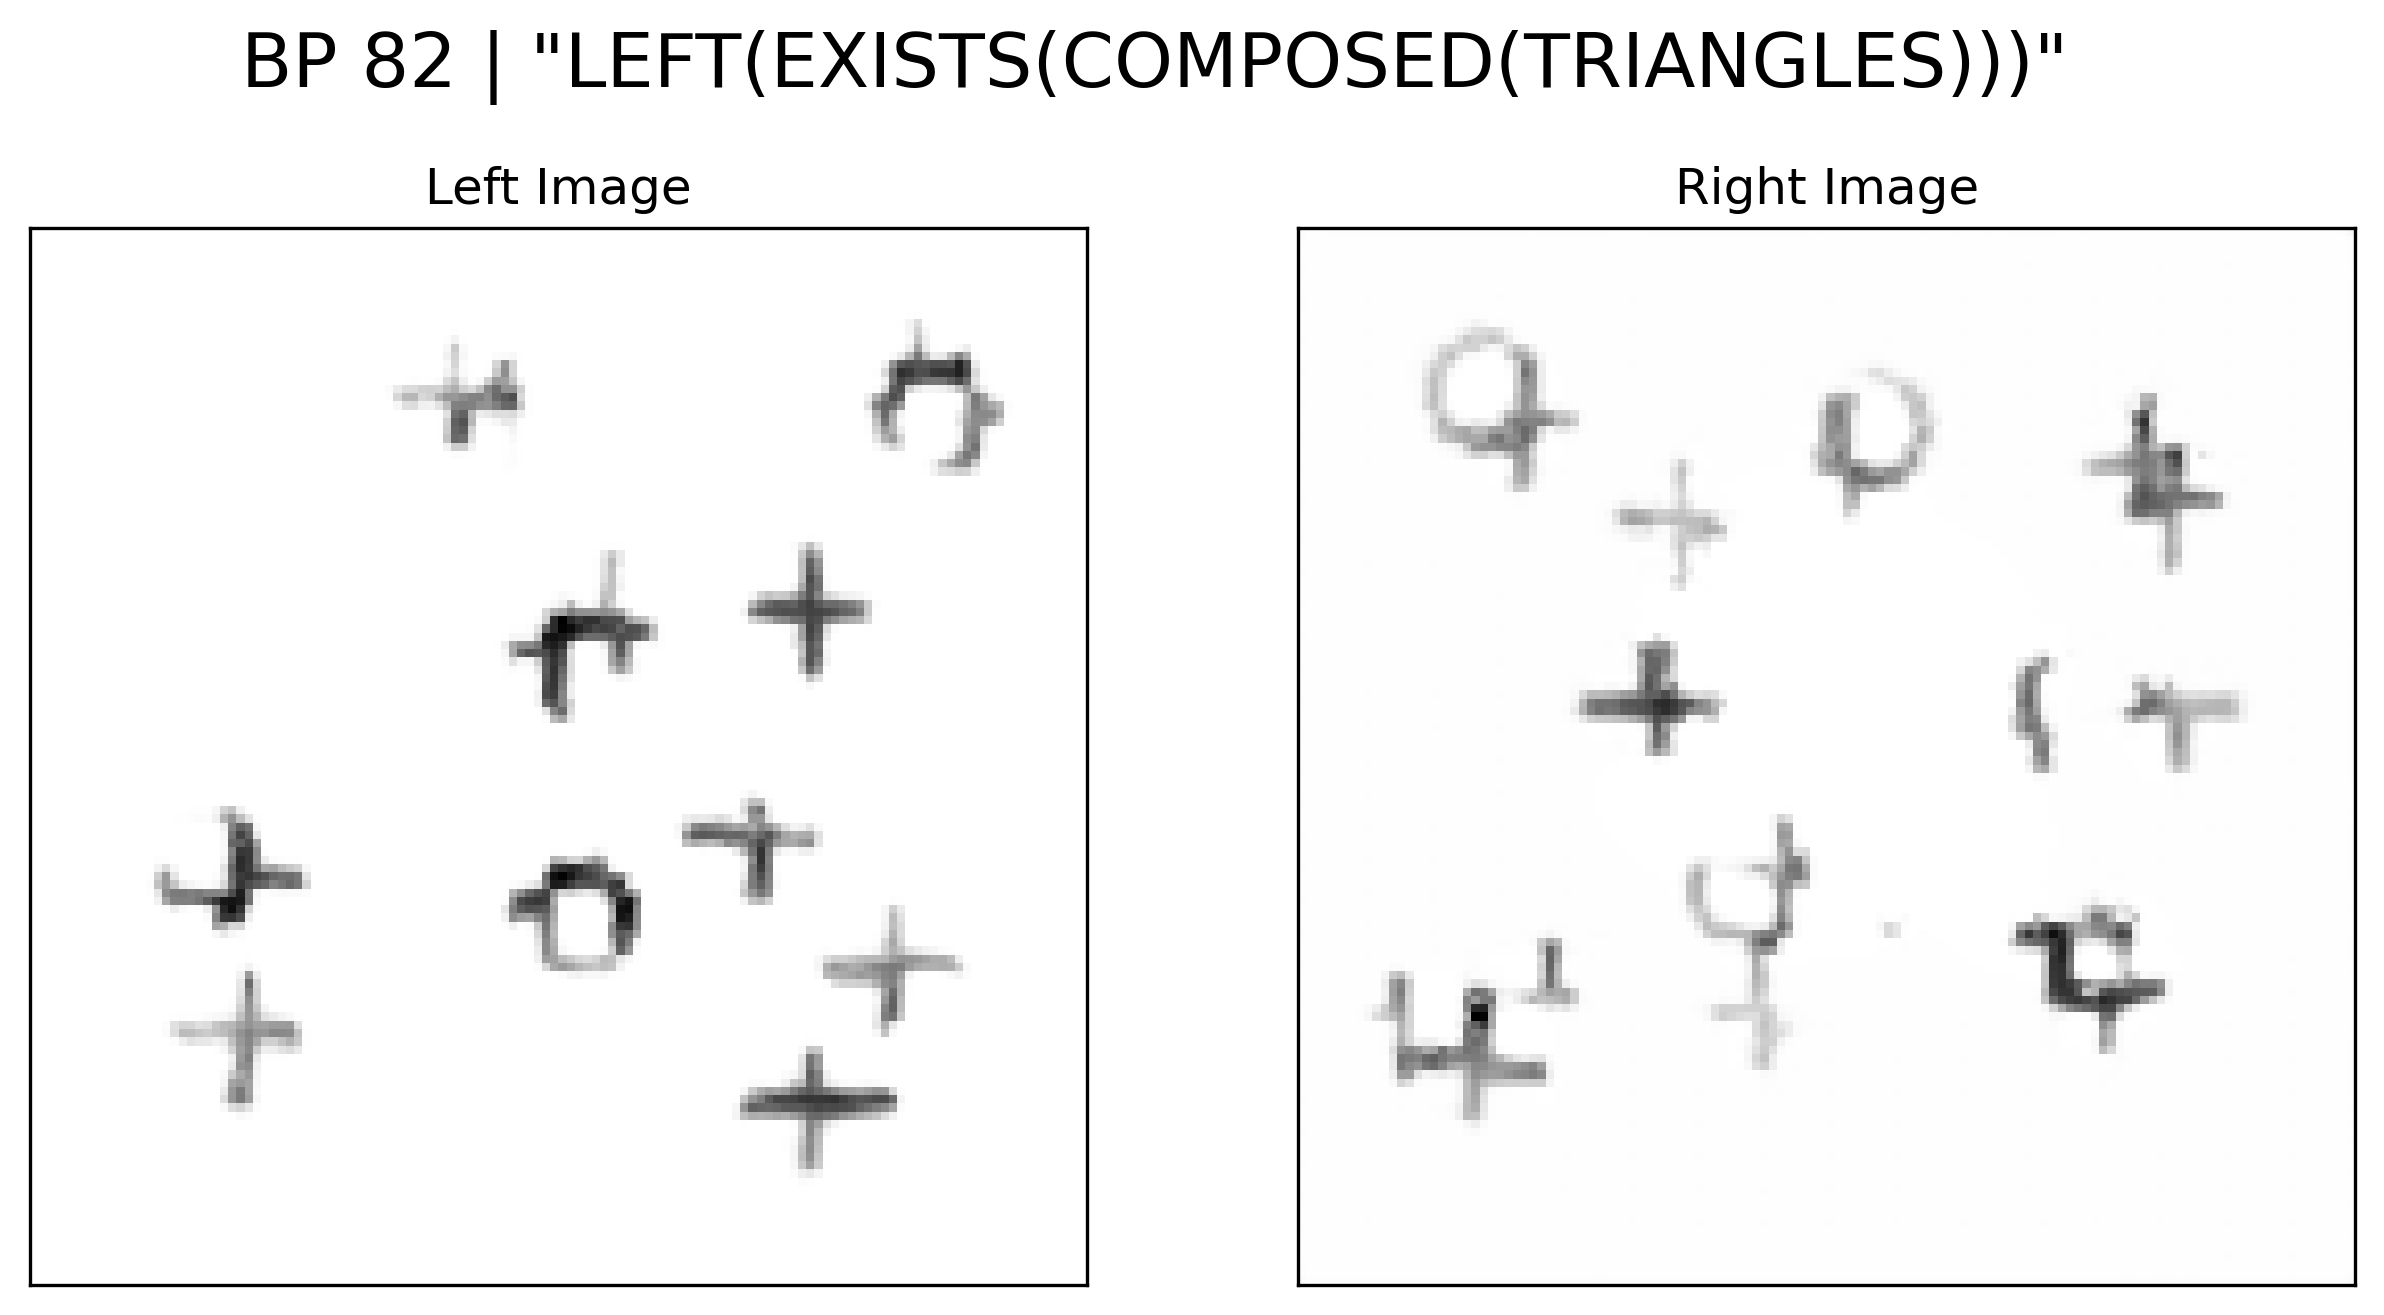 BP 82 | "LEFT(EXISTS(COMPOSED(TRIANGLES)))"
Left Image
Right Image